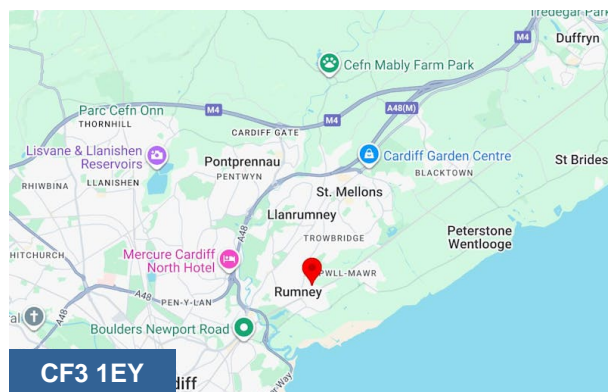 Tredegar Park
Duffryn
M4
Cefn Mably Farm Park
Parc Cefn Onn
THORNHILL
M4
M4
A48(M)
CARDIFF GATE
Lisvane & Llanishen
Reservoirs
Pontprennau
Cardiff Garden Centre
St Brides
RHIWBINA
LLANISHEN
PENTWYN
BLACKTOWN
St. Mellons
A48
Llanrumney
Peterstone
Wentlooge
TROWBRIDGE
HITCHURCH
Mercure Cardiff
North Hotel
PWLL-MAWR
Rumney
A48
PEN-Y-LAN
A48
Boulders Newport Road
CF3 1EY